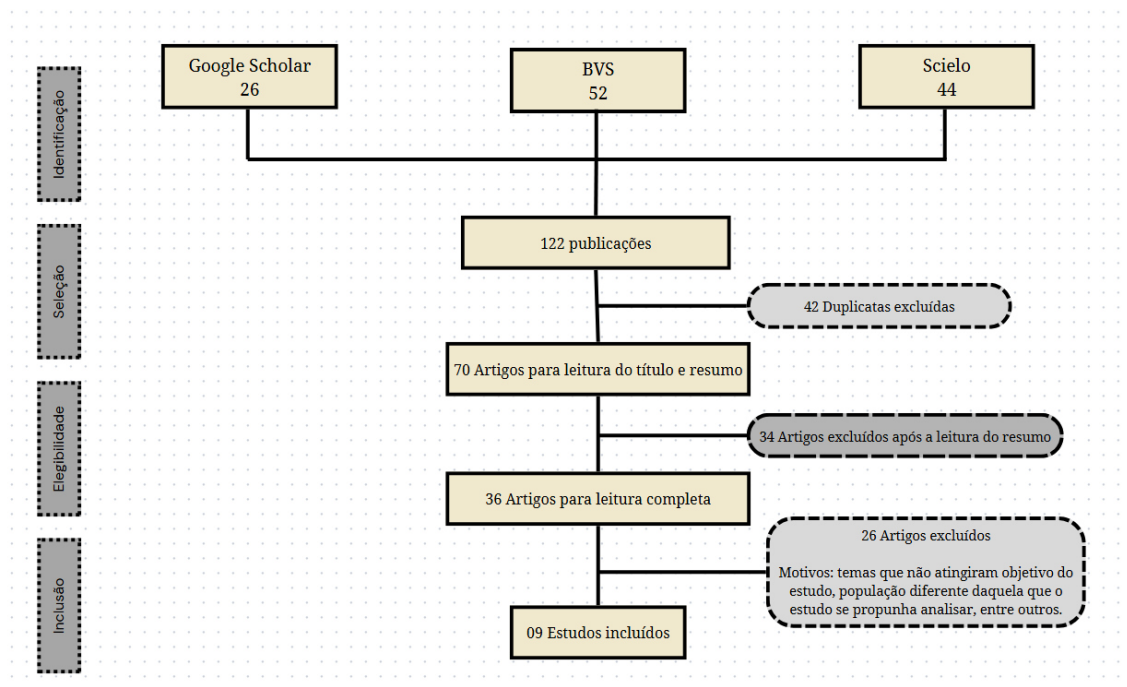 Google Scholar
26
BVS
52
Scielo
44
Identificação
122 publicações
Seleção
42 Duplicatas excluídas
70 Artigos para leitura do título e resumo
Elegibilidade
34 Artigos excluídos após a leitura do resumo
36 Artigos para leitura completa
26 Artigos excluídos
Motivos: temas que não atingiram objetivo do
estudo, população diferente daquela que o
estudo se propunha analisar, entre outros.
Inclusão
09 Estudos incluídos